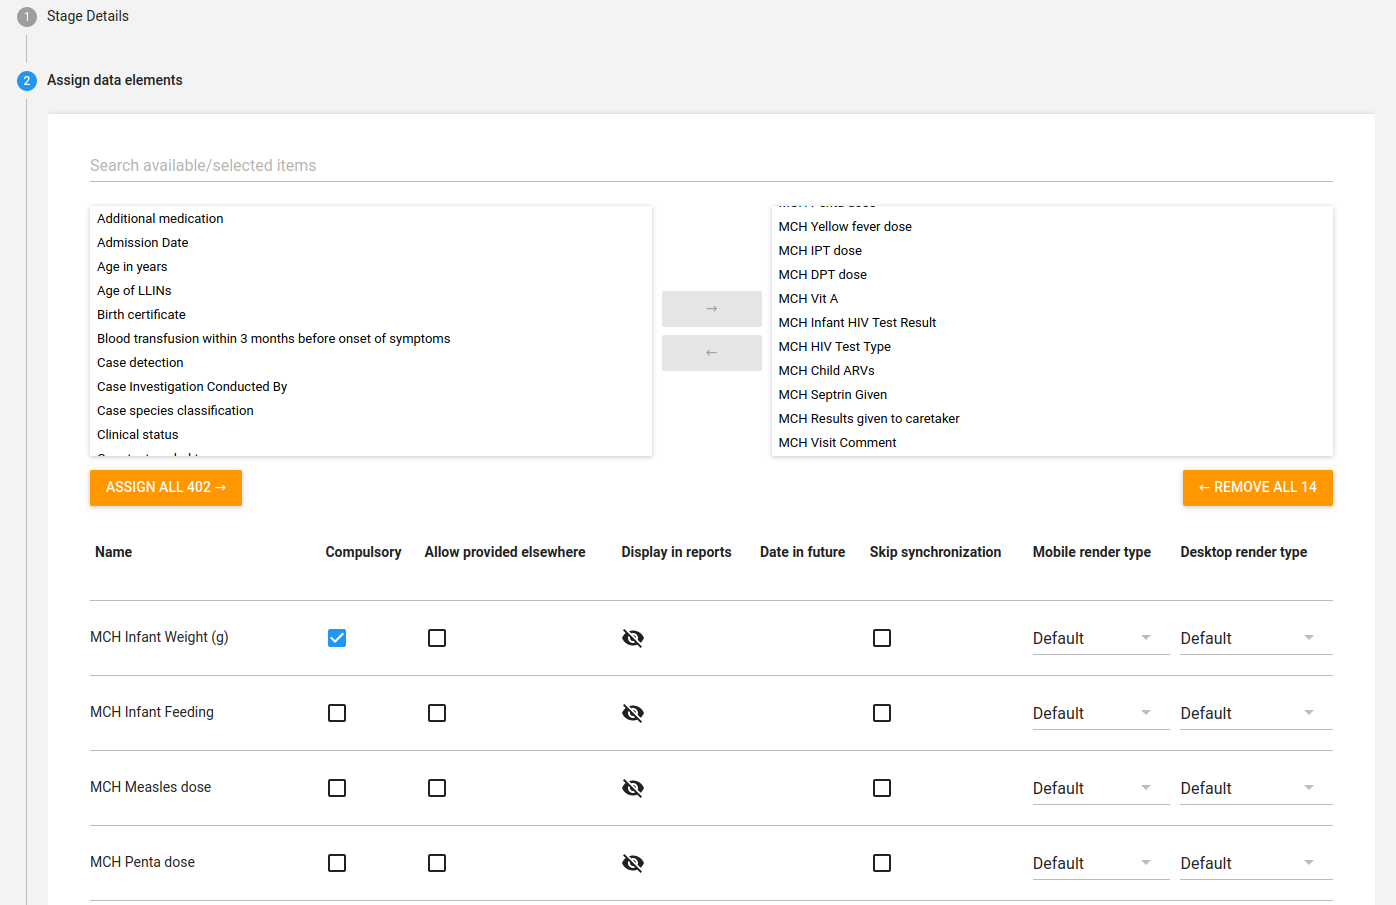 1 Stage Details
2 Assign data elements
Search available/selected items
Additional medication
Admission Date
Age in years
Age of LLINs
Birth certificate
Blood transfusion within 3 months before onset of symptoms
Case detection
Case Investigation Conducted By
Case species classification
Clinical status
→
←
MCH Penta dose
MCH Yellow fever dose
MCH IPT dose
MCH DPT dose
MCH Vit A
MCH Infant HIV Test Result
MCH HIV Test Type
MCH Child ARVs
MCH Septrin Given
MCH Results given to caretaker
MCH Visit Comment
ASSIGN ALL 402 →
← REMOVE ALL 14
Name Compulsory Allow provided elsewhere Display in reports Date in future Skip synchronization Mobile render type Desktop render type
MCH Infant Weight (g) Default Default
MCH Infant Feeding Default Default
MCH Measles dose Default Default
MCH Penta dose Default Default